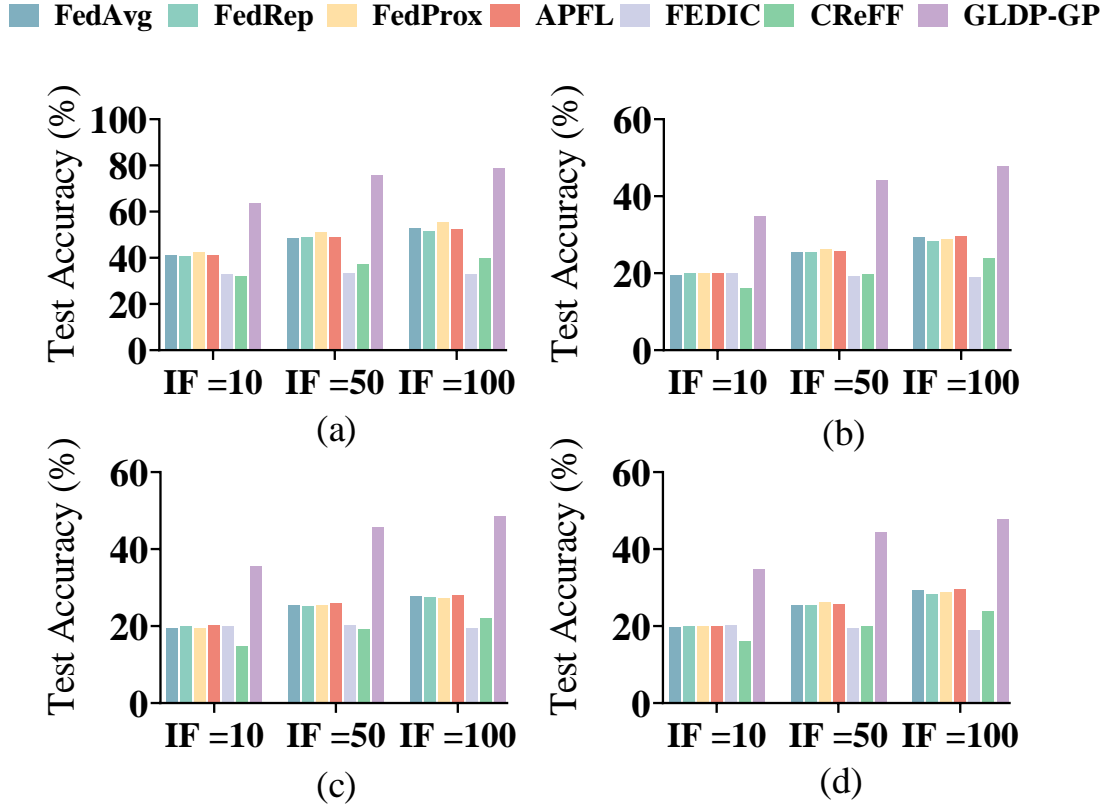 FedAvg FedRep FedProx APFL FEDIC CReFF GLDP-GP
Test Accuracy (%)
100
80
60
40
20
0
IF =10 IF =50 IF =100
(a)
Test Accuracy (%)
60
40
20
0
IF =10 IF =50 IF =100
(b)
Test Accuracy (%)
60
40
20
0
IF =10 IF =50 IF =100
(c)
Test Accuracy (%)
60
40
20
0
IF =10 IF =50 IF =100
(d)